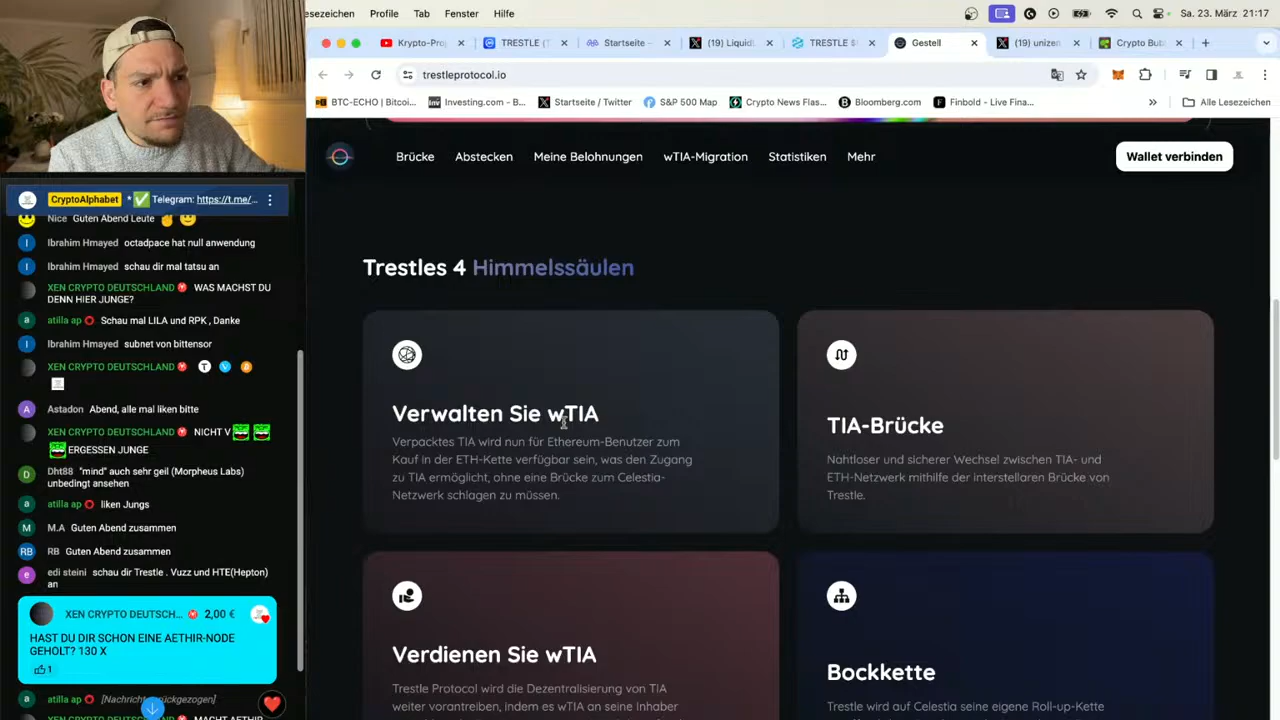 esezeichen Profile Tab Fenster Hilfe
Sa. 23. März 21:17
Krypto-Pro
TRESTLE (T
Startseite –
(19) Liquid
TRESTLE $
Gestell
(19) unizen
Crypto Bub
trestleprotocol.io
BTC-ECHO | Bitcoi...
Investing.com - B...
Startseite / Twitter
S&P 500 Map
Crypto News Flas...
Bloomberg.com
Finbold - Live Fina...
Alle Lesezeichen
Brücke Abstecken Meine Belohnungen wTIA-Migration Statistiken Mehr
Wallet verbinden
Trestles 4 Himmelssäulen
Verwalten Sie wTIA
Verpacktes TIA wird nun für Ethereum-Benutzer zum
Kauf in der ETH-Kette verfügbar sein, was den Zugang
zu TIA ermöglicht, ohne eine Brücke zum Celestia-
Netzwerk schlagen zu müssen.
TIA-Brücke
Nahtloser und sicherer Wechsel zwischen TIA- und
ETH-Netzwerk mithilfe der interstellaren Brücke von
Trestle.
Verdienen Sie wTIA
Trestle Protocol wird die Dezentralisierung von TIA
weiter vorantreiben, indem es wTIA an seine Inhaber
Bockkette
Trestle wird auf Celestia seine eigene Roll-up-Kette
CryptoAlphabet * Telegram: https://t.me/...
Nice Guten Abend Leute
Ibrahim Hmayed octadpace hat null anwendung
Ibrahim Hmayed schau dir mal tatsu an
XEN CRYPTO DEUTSCHLAND WAS MACHST DU
DENN HIER JUNGE?
atilla ap Schau mal LILA und RPK , Danke
Ibrahim Hmayed subnet von bittensor
XEN CRYPTO DEUTSCHLAND
Astadon Abend, alle mal liken bitte
XEN CRYPTO DEUTSCHLAND NICHT V
ERGESSEN JUNGE
Dht88 "mind" auch sehr geil (Morpheus Labs)
unbedingt ansehen
atilla ap liken Jungs
M.A Guten Abend zusammen
RB Guten Abend zusammen
edi steini schau dir Trestle . Vuzz und HTE(Hepton)
an
XEN CRYPTO DEUTSCH... 2,00 €
HAST DU DIR SCHON EINE AETHIR-NODE
GEHOLT? 130 X
1
atilla ap